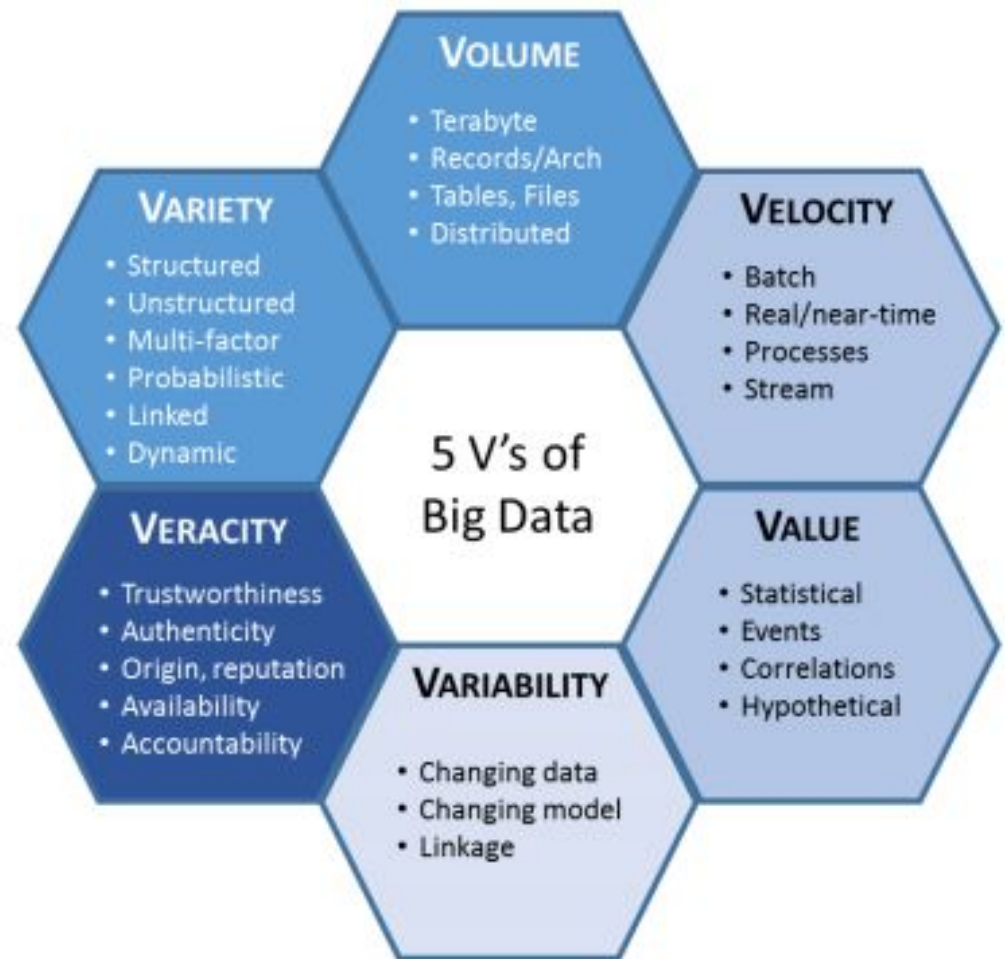 VOLUME
• Terabyte
• Records/Arch
• Tables, Files
• Distributed
VARIETY
• Structured
• Unstructured
• Multi-factor
• Probabilistic
• Linked
• Dynamic
VELOCITY
• Batch
• Real/near-time
• Processes
• Stream
5 V's of
Big Data
VERACITY
• Trustworthiness
• Authenticity
• Origin, reputation
• Availability
• Accountability
VALUE
• Statistical
• Events
• Correlations
• Hypothetical
VARIABILITY
• Changing data
• Changing model
• Linkage